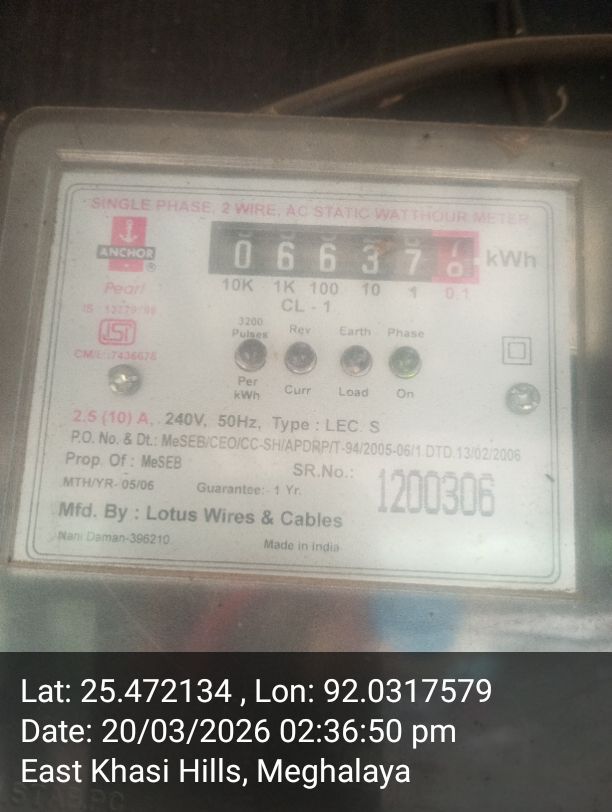 SINGLE PHASE, 2 WIRE, AC STATIC WATTHOUR METER
ANCHOR
®
Pearl
0 6 6 3 7 kWh
10K 1K 100 10 1 0.1
CL - 1
ISI
3200 Pulses Rev Earth Phase
Per kWh Curr Load On
2.5 (10) A, 240V, 50Hz, Type : LEC. S
P.O. No. & Dt.: MeSEB/CEO/CC-SH/APDRP/T-94/2005-06/1 DTD.13/02/2006
Prop. Of : MeSEB
SR.No.: 1200306
MTH/YR- 05/06 Guarantee:- 1 Yr.
Mfd. By : Lotus Wires & Cables
Nani Daman-396210 Made in India
Lat: 25.472134 , Lon: 92.0317579
Date: 20/03/2026 02:36:50 pm
East Khasi Hills, Meghalaya